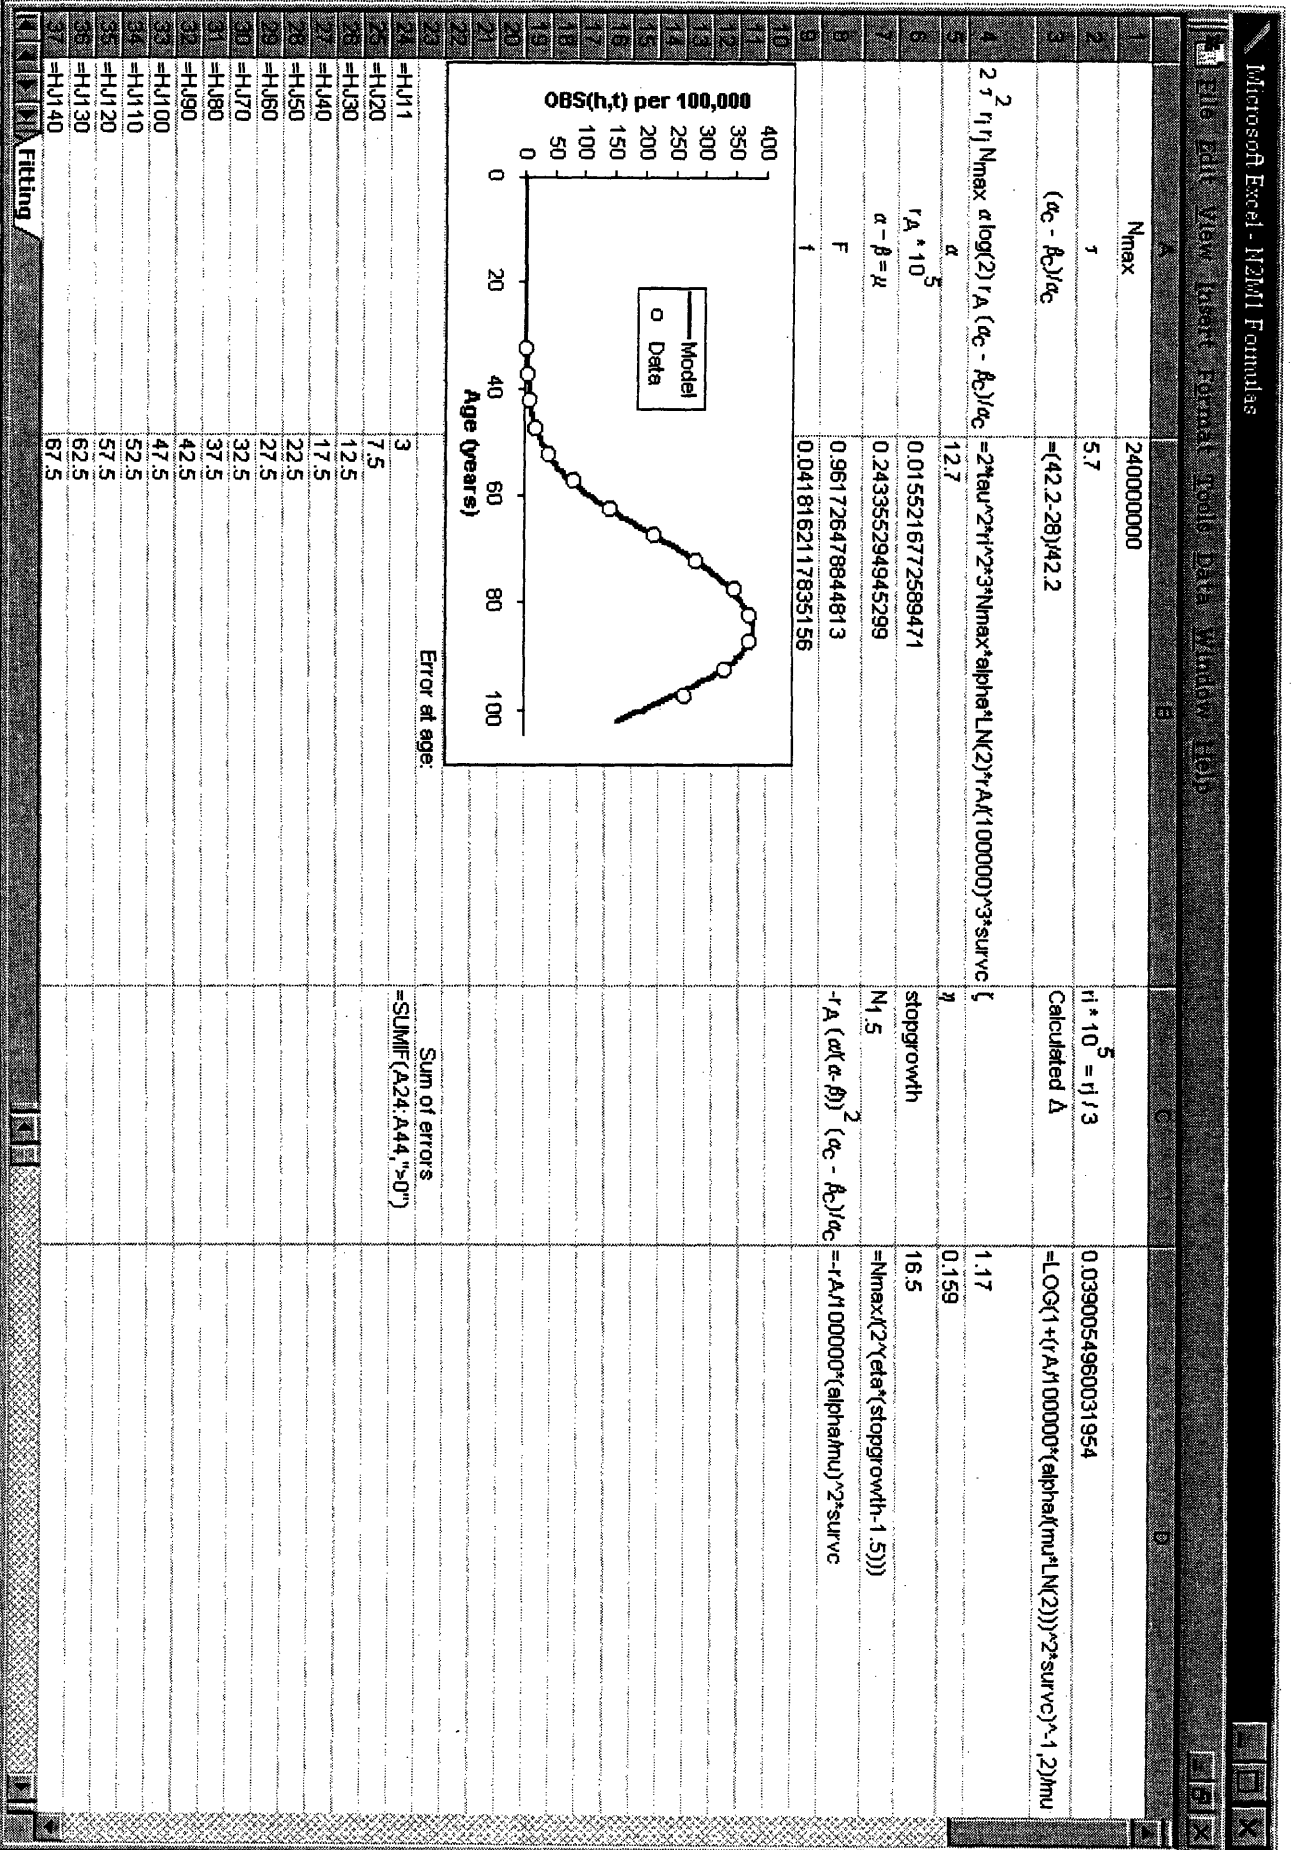 Microsoft Excel - N2M1 Formulas
File Edit View Insert Format Tools Data Window Help
A B C D
1 Nmax 240000000
2 τ 5.7 ri * 10^5 = rj / 3 0.0390054960031954
3 (αC - βC)/αC =(42.2-28)/42.2 Calculated Δ =LOG(1+(rA/100000*(alpha/(mu*LN(2)))^2*survc)^-1,2)/mu
4 2 τ^2 ri rj Nmax α log(2) rA (αC - βC)/αC =2*tau^2*ri^2*3*Nmax*alpha*LN(2)*rA/(100000)^3*survc ζ 1.17
5 α 12.7 η 0.159
6 rA * 10^5 0.0155216772589471 stopgrowth 16.5
7 α - β = μ 0.243355294945299 N1.5 =Nmax/(2^(eta*(stopgrowth-1.5)))
8 F 0.961726478844813 -rA (α/(α-β))^2 (αC - βC)/αC =-rA/100000*(alpha/mu)^2*survc
9 f 0.0418162117835156
10
11
12
13
14
15
16
17
18
19
20
21
22
OBS(h,t) per 100,000
400
350
300
250
200
150
100
50
0
0 20 40 60 80 100
Age (years)
Model
Data
23 Error at age: Sum of errors
24 =HJ11 3 =SUMIF(A24:A44,">0")
25 =HJ20 7.5
26 =HJ30 12.5
27 =HJ40 17.5
28 =HJ50 22.5
29 =HJ60 27.5
30 =HJ70 32.5
31 =HJ80 37.5
32 =HJ90 42.5
33 =HJ100 47.5
34 =HJ110 52.5
35 =HJ120 57.5
36 =HJ130 62.5
37 =HJ140 67.5
Fitting